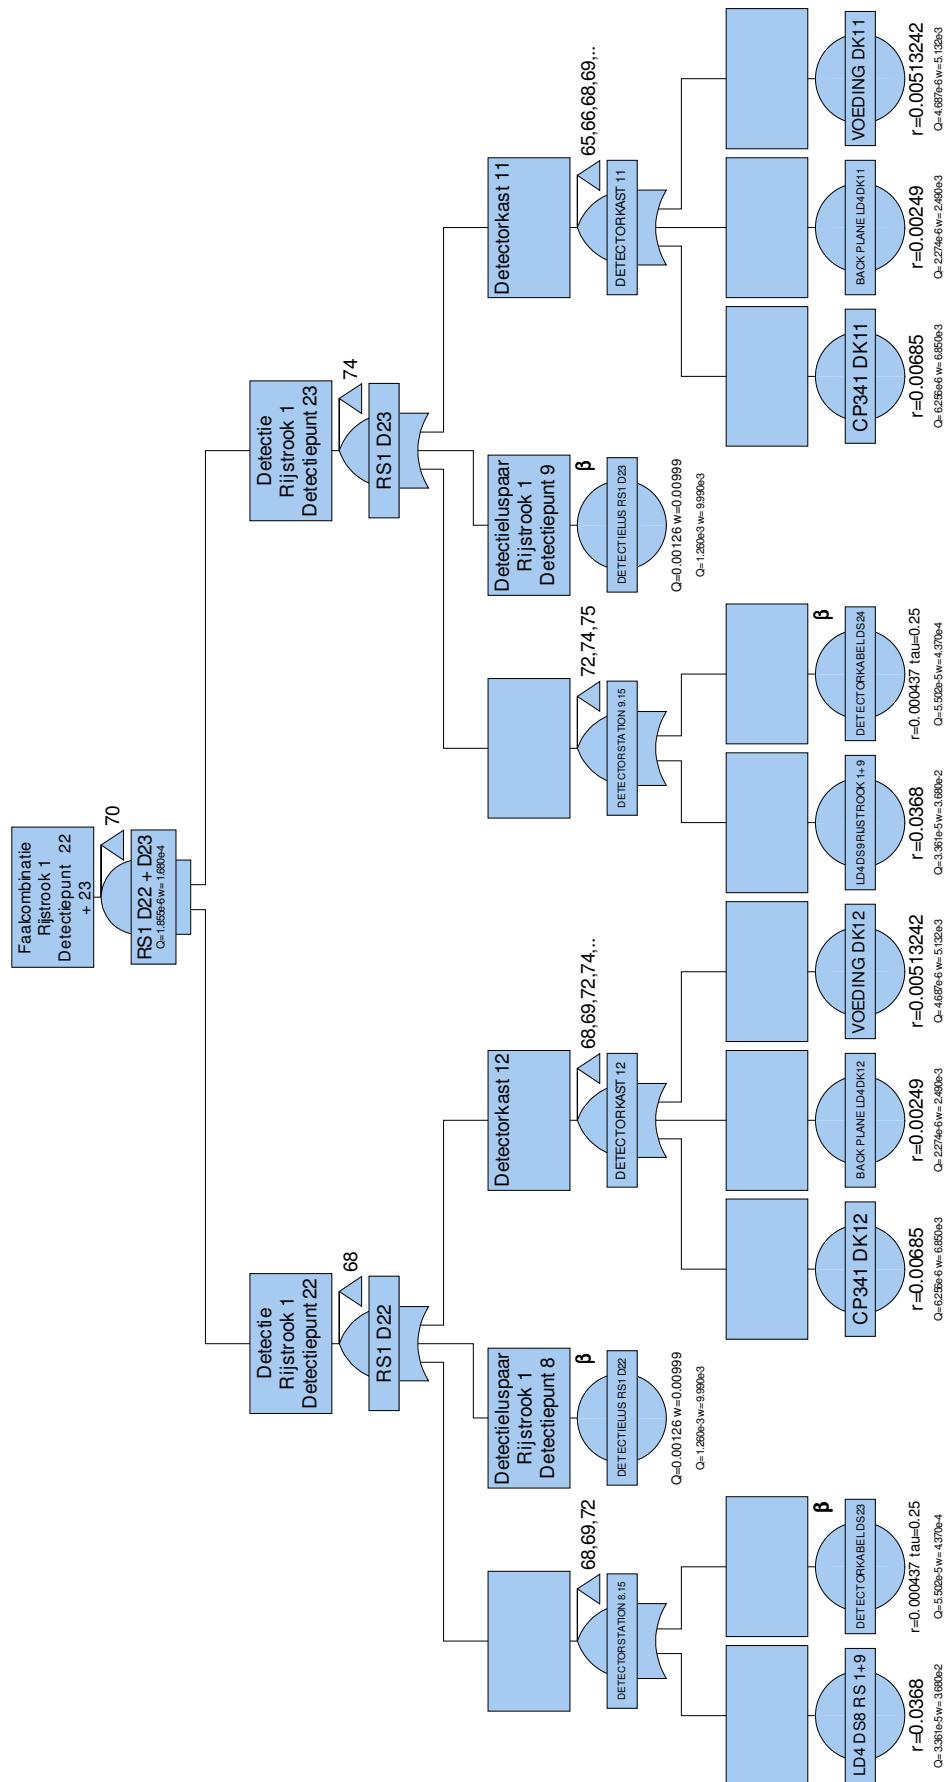 Faalcombinatie
Rijstrook 1
Detectiepunt 22
+ 23
70
RS1 D22 + D23
Q=1.855e-6 w=1.680e-4
Detectie
Rijstrook 1
Detectiepunt 22
68
RS1 D22
Detectie
Rijstrook 1
Detectiepunt 23
74
RS1 D23
68,69,72
DETECTORSTATION 8.15
Detectieluspaar
Rijstrook 1
Detectiepunt 8
β
DETECTIELUS RS1 D22
Q=0.00126 w=0.00999
Q=1.260e-3 w=9.990e-3
Detectorkast 12
68,69,72,74,..
DETECTORKAST 12
72,74,75
DETECTORSTATION 9.15
Detectieluspaar
Rijstrook 1
Detectiepunt 9
β
DETECTIELUS RS1 D23
Q=0.00126 w=0.00999
Q=1.260e-3 w=9.990e-3
Detectorkast 11
65,66,68,69,..
DETECTORKAST 11
LD4 DS8 RS 1+9
r=0.0368
Q=3.361e-5 w=3.680e-2
β
DETECTORKABEL DS23
r=0.000437 tau=0.25
Q=5.502e-5 w=4.370e-4
CP341 DK12
r=0.00685
Q=6.256e-6 w=6.850e-3
BACK PLANE LD4 DK12
r=0.00249
Q=2.274e-6 w=2.490e-3
VOEDING DK12
r=0.00513242
Q=4.687e-6 w=5.132e-3
LD4 DS9 RIJSTROOK 1+9
r=0.0368
Q=3.361e-5 w=3.680e-2
β
DETECTORKABEL DS24
r=0.000437 tau=0.25
Q=5.502e-5 w=4.370e-4
CP341 DK11
r=0.00685
Q=6.256e-6 w=6.850e-3
BACK PLANE LD4 DK11
r=0.00249
Q=2.274e-6 w=2.490e-3
VOEDING DK11
r=0.00513242
Q=4.687e-6 w=5.132e-3